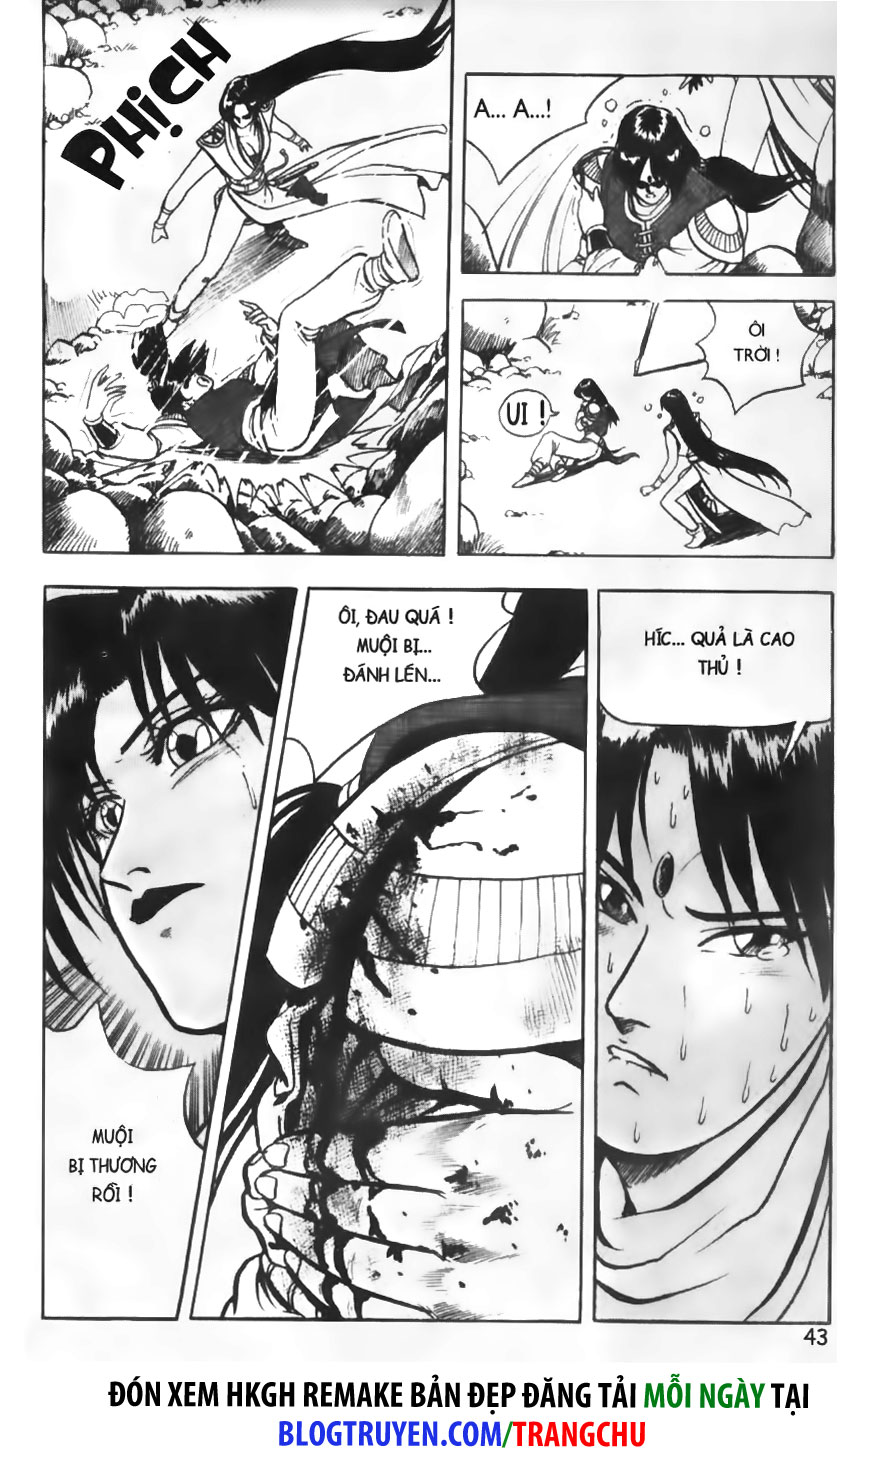 PHỊCH
A... A...!
ÔI
TRỜI !
UI !
MUỘI
BỊ THƯƠNG
RỒI !
ÔI, ĐAU QUÁ !
MUỘI BỊ...
ĐÁNH LÉN...
HÍC... QUẢ LÀ CAO
THỦ !
43
ĐÓN XEM HKGH REMAKE BẢN ĐẸP ĐĂNG TẢI MỖI NGÀY TẠI
BLOGTRUYEN.COM/TRANGCHU